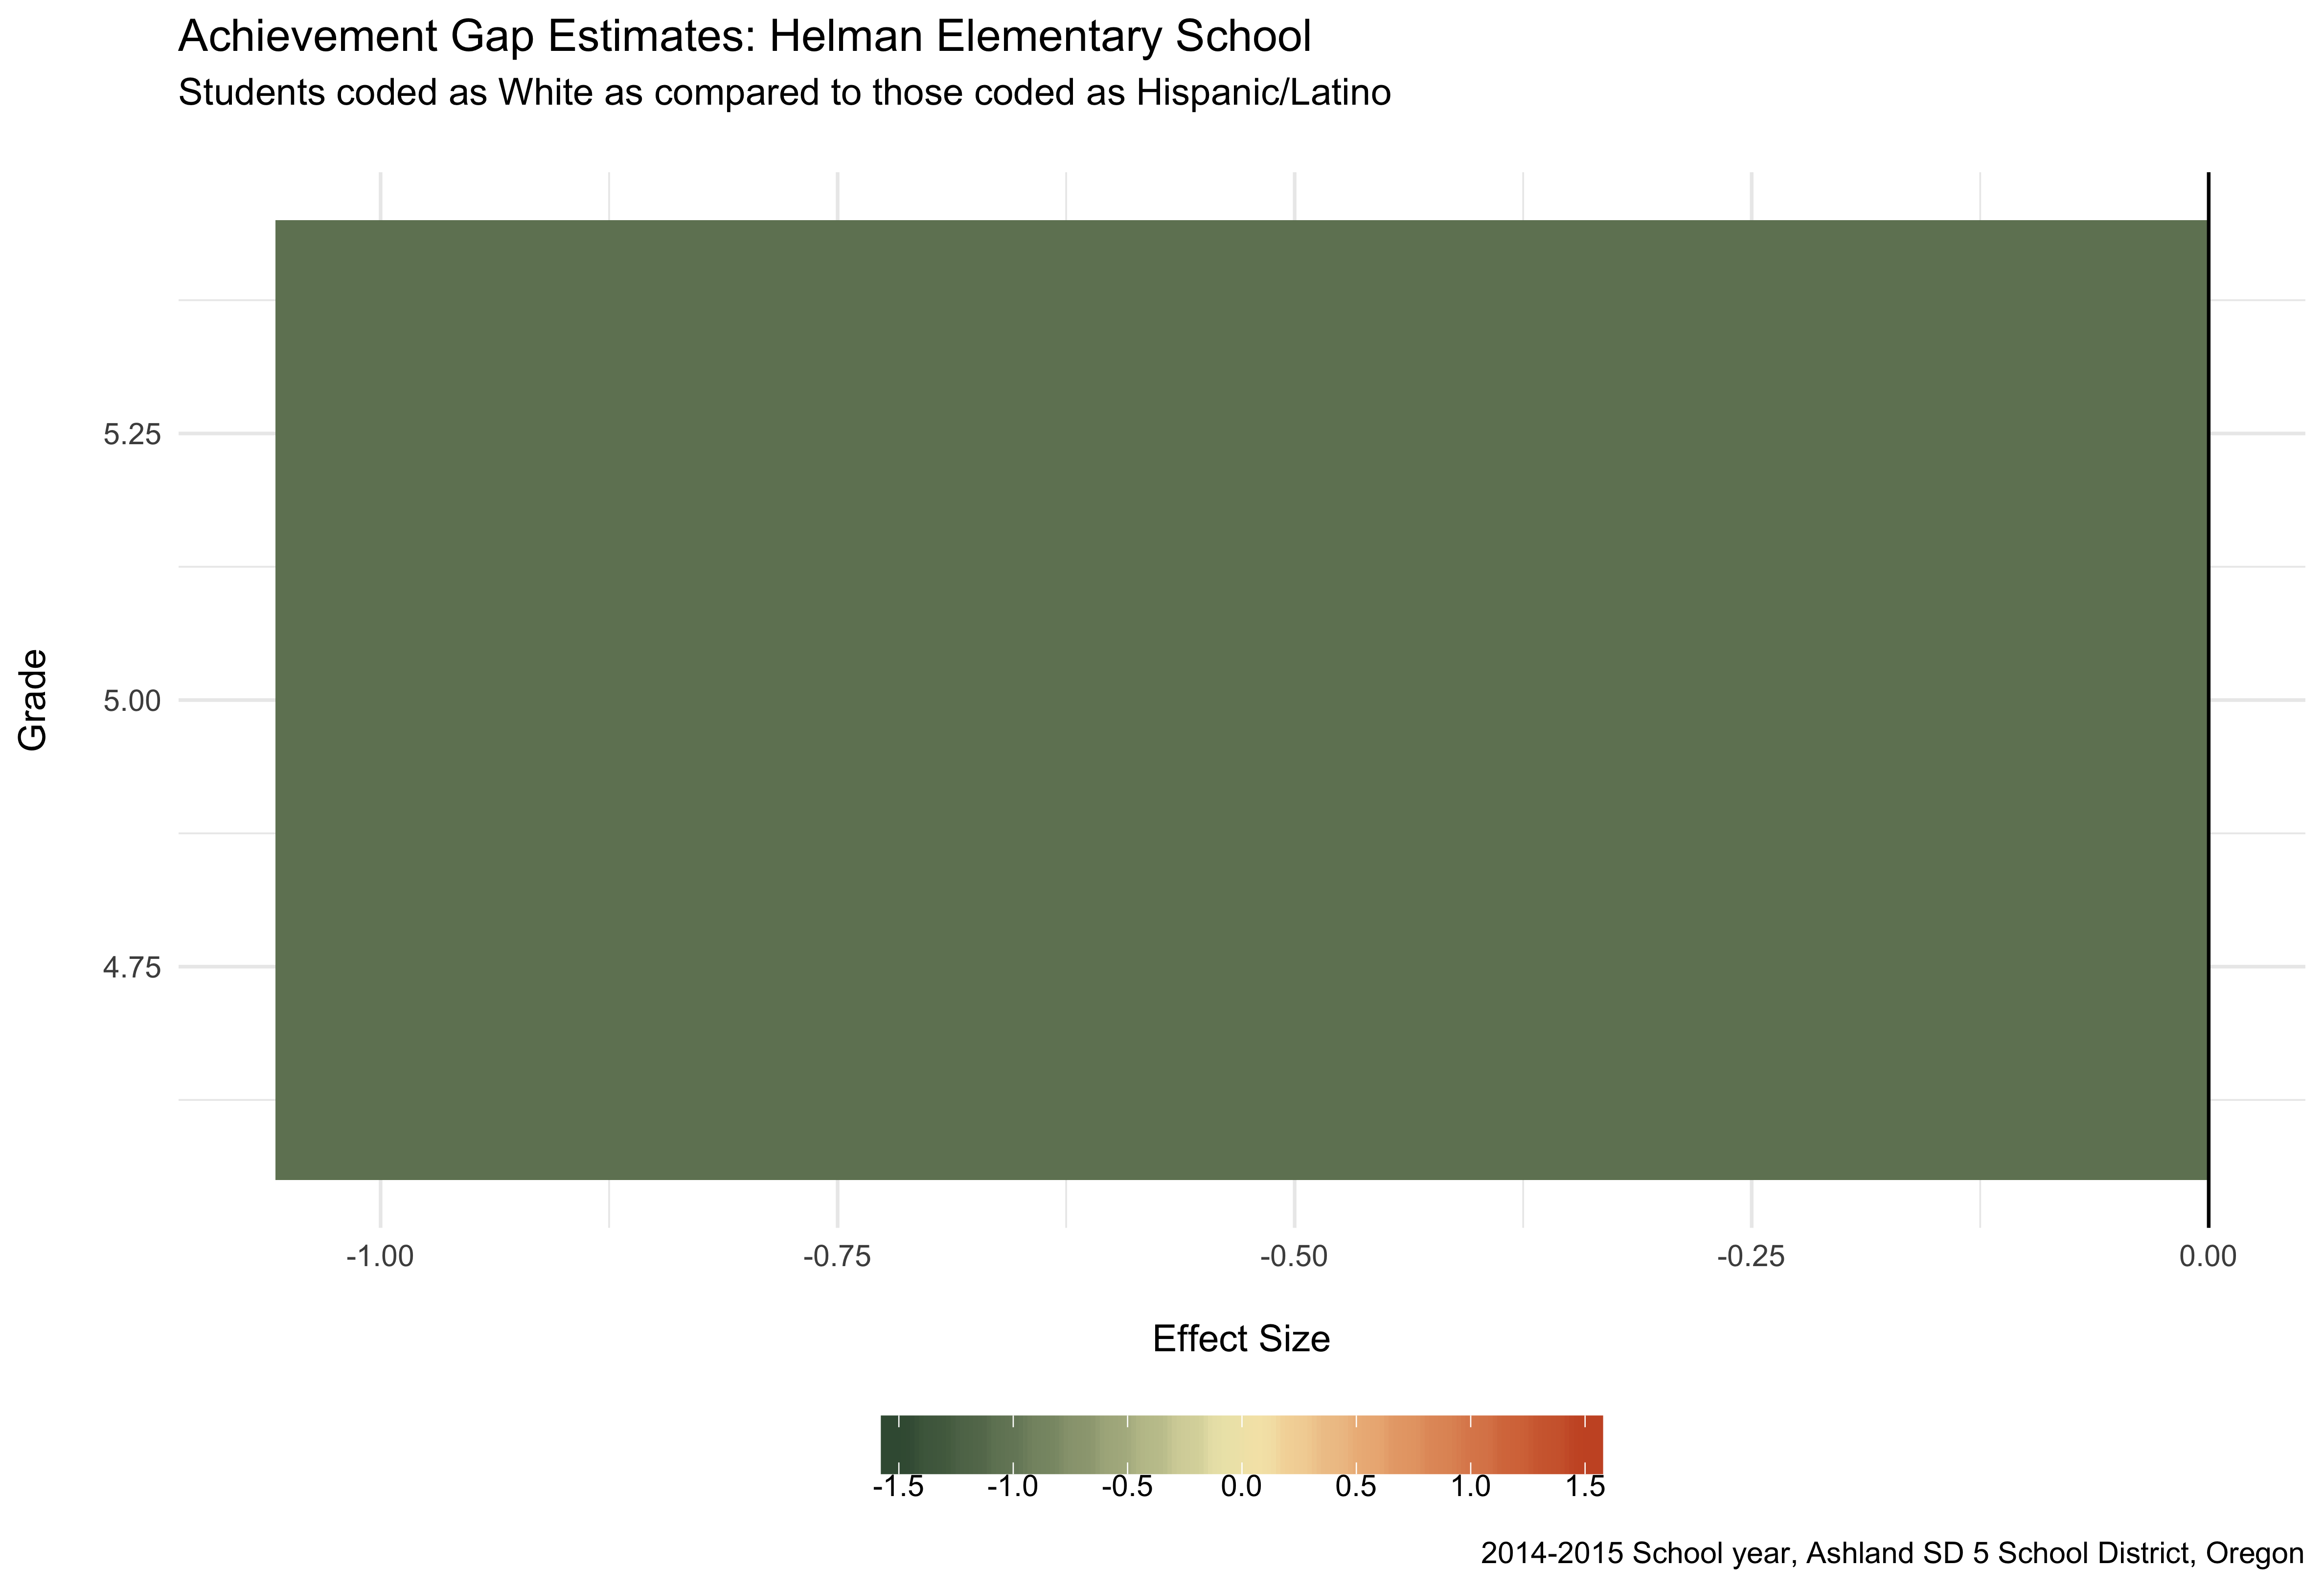 Achievement Gap Estimates: Helman Elementary School
Students coded as White as compared to those coded as Hispanic/Latino
Grade
5.25
5.00
4.75
-1.00 -0.75 -0.50 -0.25 0.00
Effect Size
-1.5 -1.0 -0.5 0.0 0.5 1.0 1.5
2014-2015 School year, Ashland SD 5 School District, Oregon